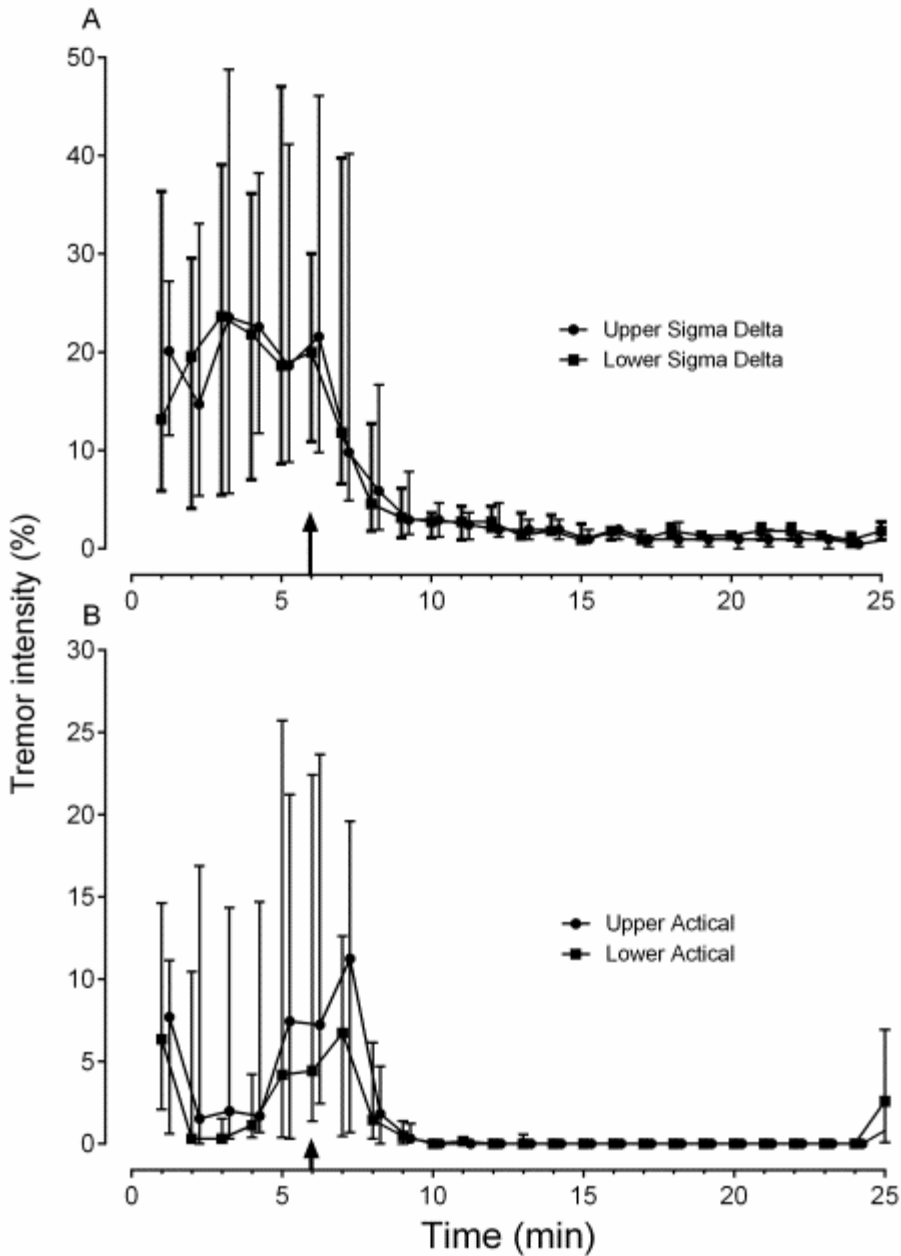 A
50
40
30
20
10
0
Upper Sigma Delta
Lower Sigma Delta
0 5 10 15 20 25
B
30
25
20
15
10
5
0
Upper Actical
Lower Actical
0 5 10 15 20 25
Tremor intensity (%)
Time (min)